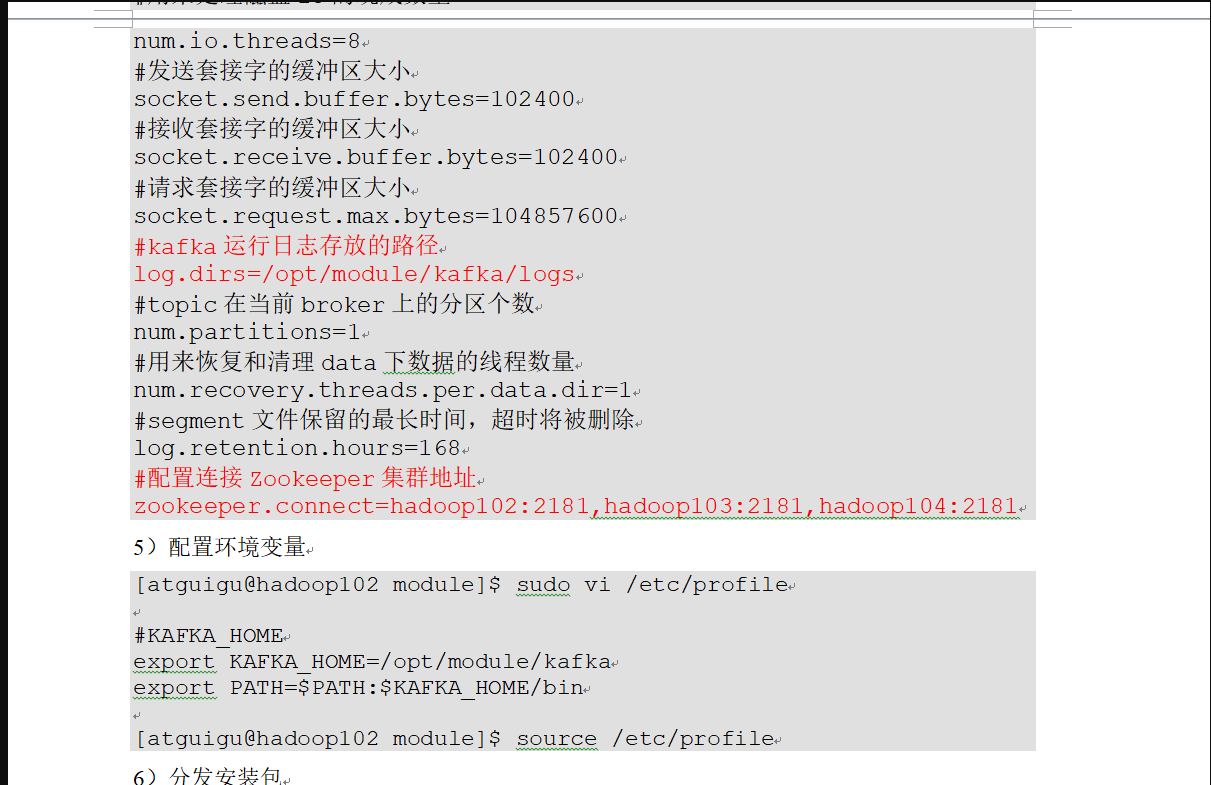 num.io.threads=8
#发送套接字的缓冲区大小
socket.send.buffer.bytes=102400
#接收套接字的缓冲区大小
socket.receive.buffer.bytes=102400
#请求套接字的缓冲区大小
socket.request.max.bytes=104857600
#kafka 运行日志存放的路径
log.dirs=/opt/module/kafka/logs
#topic 在当前 broker 上的分区个数
num.partitions=1
#用来恢复和清理 data 下数据的线程数量
num.recovery.threads.per.data.dir=1
#segment 文件保留的最长时间，超时将被删除
log.retention.hours=168
#配置连接 Zookeeper 集群地址
zookeeper.connect=hadoop102:2181,hadoop103:2181,hadoop104:2181
5）配置环境变量
[atguigu@hadoop102 module]$ sudo vi /etc/profile
#KAFKA_HOME
export KAFKA_HOME=/opt/module/kafka
export PATH=$PATH:$KAFKA_HOME/bin
[atguigu@hadoop102 module]$ source /etc/profile
6）分发安装包